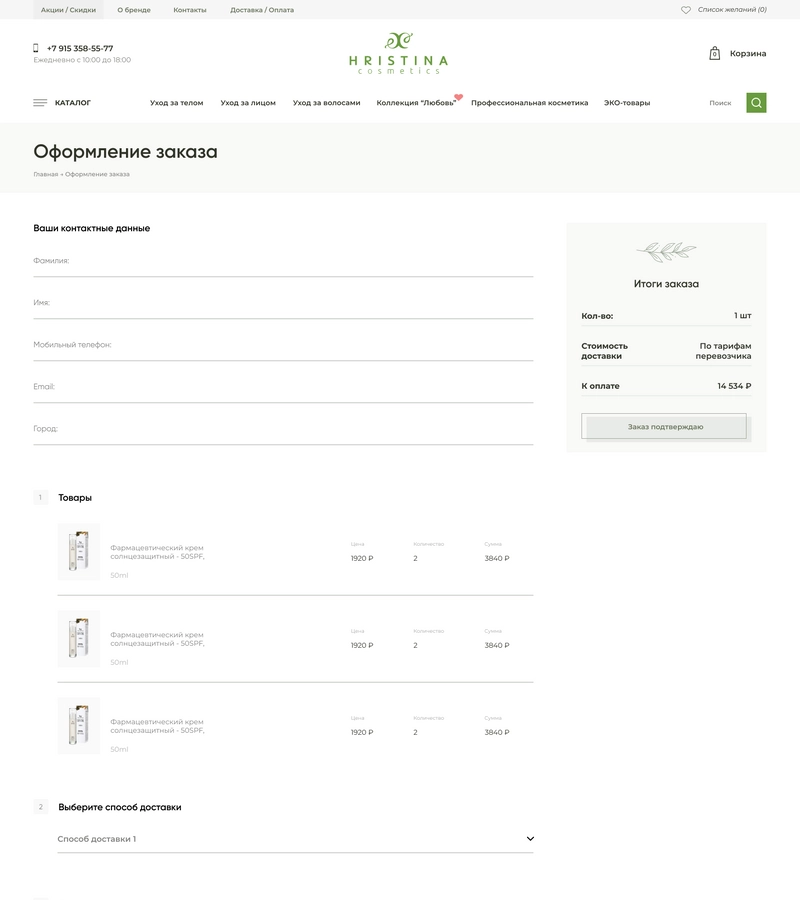 Акции / Скидки
О бренде
Контакты
Доставка / Оплата
Список желаний (0)
+7 915 358-55-77
Ежедневно с 10:00 до 18:00
HRISTINA
cosmetics
0
Корзина
КАТАЛОГ
Уход за телом
Уход за лицом
Уход за волосами
Коллекция “Любовь”
Профессиональная косметика
ЭКО-товары
Поиск
Оформление заказа
Главная » Оформление заказа
Ваши контактные данные
Фамилия:
Имя:
Мобильный телефон:
Email:
Город:
Итоги заказа
Кол-во: 1 шт
Стоимость
доставки
По тарифам
перевозчика
К оплате 14 534 ₽
Заказ подтверждаю
1 Товары
Фармацевтический крем
солнцезащитный - 50SPF,
50ml
Цена Количество Сумма
1920 ₽ 2 3840 ₽
Фармацевтический крем
солнцезащитный - 50SPF,
50ml
Цена Количество Сумма
1920 ₽ 2 3840 ₽
Фармацевтический крем
солнцезащитный - 50SPF,
50ml
Цена Количество Сумма
1920 ₽ 2 3840 ₽
2 Выберите способ доставки
Способ доставки 1